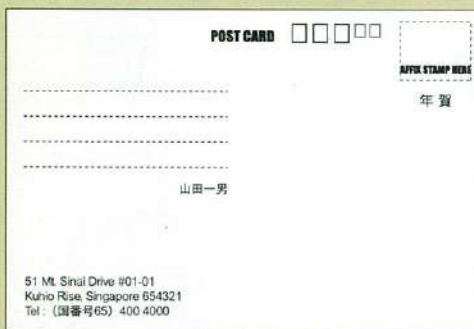 POST CARD
AFFIX STAMP HERE
年賀
山田一男
51 Mt. Sinai Drive #01-01
Kuhio Rise, Singapore 654321
Tel：（国番号65）400 4000